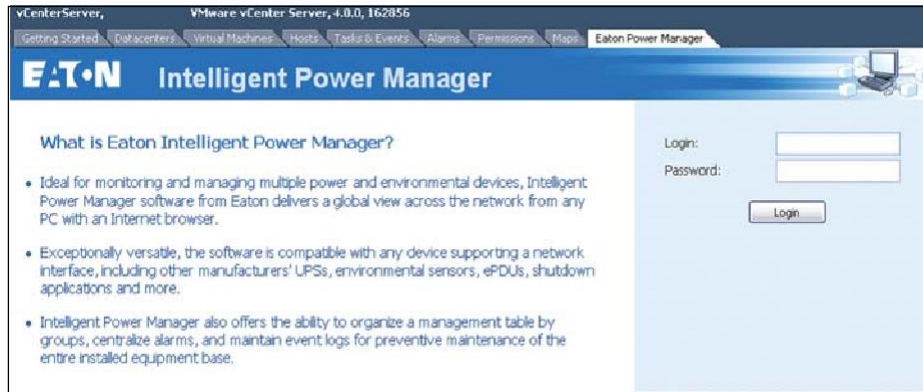 vCenterServer, VMware vCenter Server, 4.0.0, 162856
Getting Started Datacenters Virtual Machines Hosts Tasks & Events Alarms Permissions Maps Eaton Power Manager
EATON Intelligent Power Manager
What is Eaton Intelligent Power Manager?
• Ideal for monitoring and managing multiple power and environmental devices, Intelligent
Power Manager software from Eaton delivers a global view across the network from any
PC with an Internet browser.
• Exceptionally versatile, the software is compatible with any device supporting a network
interface, including other manufacturers' UPSs, environmental sensors, ePDUs, shutdown
applications and more.
• Intelligent Power Manager also offers the ability to organize a management table by
groups, centralize alarms, and maintain event logs for preventive maintenance of the
entire installed equipment base.
Login:
Password:
Login